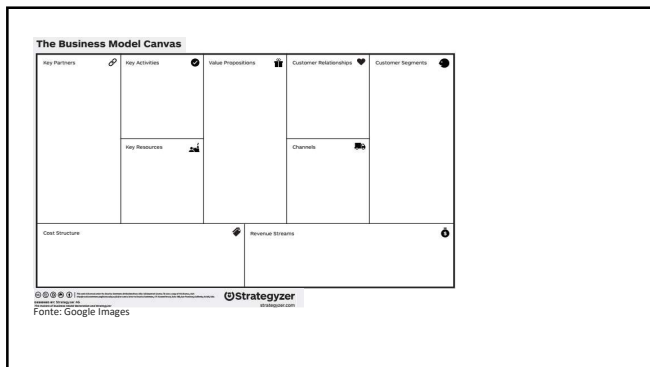 The Business Model Canvas
Key Partners
Key Activities
Value Propositions
Customer Relationships
Customer Segments
Key Resources
Channels
Cost Structure
Revenue Streams
Strategyzer
strategyzer.com
Fonte: Google Images